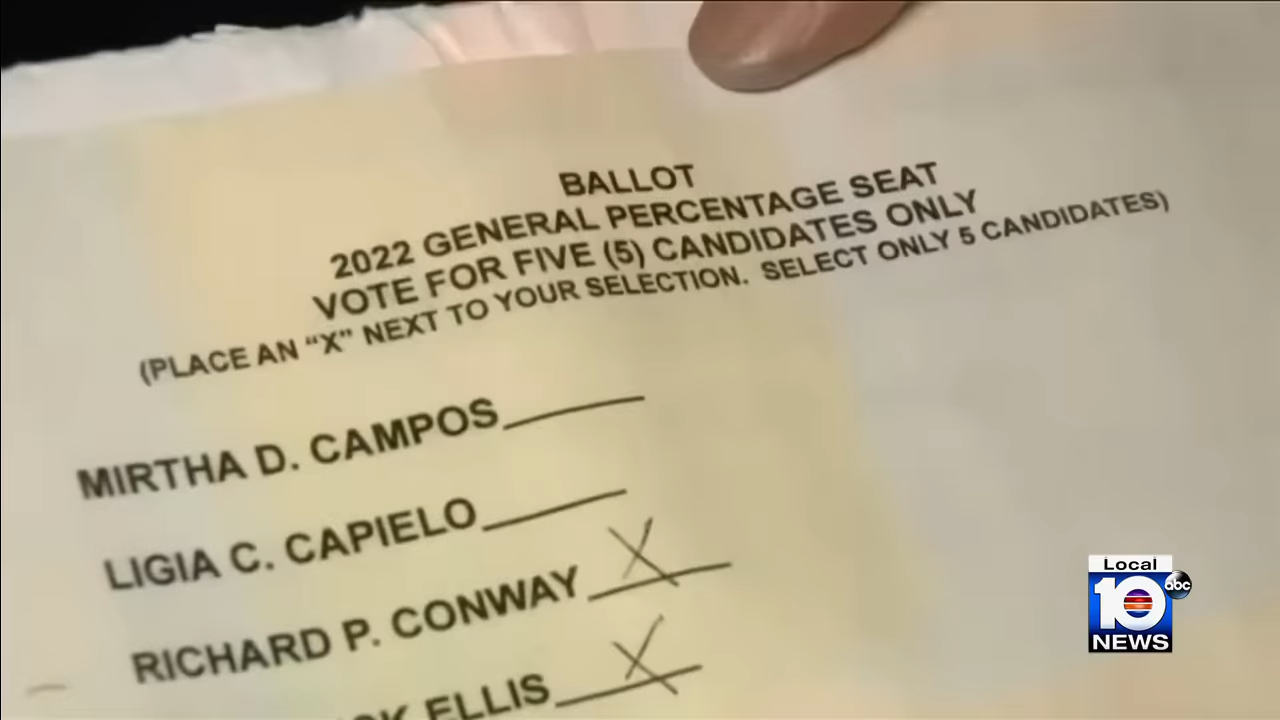 BALLOT
2022 GENERAL PERCENTAGE SEAT
VOTE FOR FIVE (5) CANDIDATES ONLY
(PLACE AN “X” NEXT TO YOUR SELECTION. SELECT ONLY 5 CANDIDATES)
MIRTHA D. CAMPOS
LIGIA C. CAPIELO
RICHARD P. CONWAY X
ELLIS X
Local
10
abc
NEWS